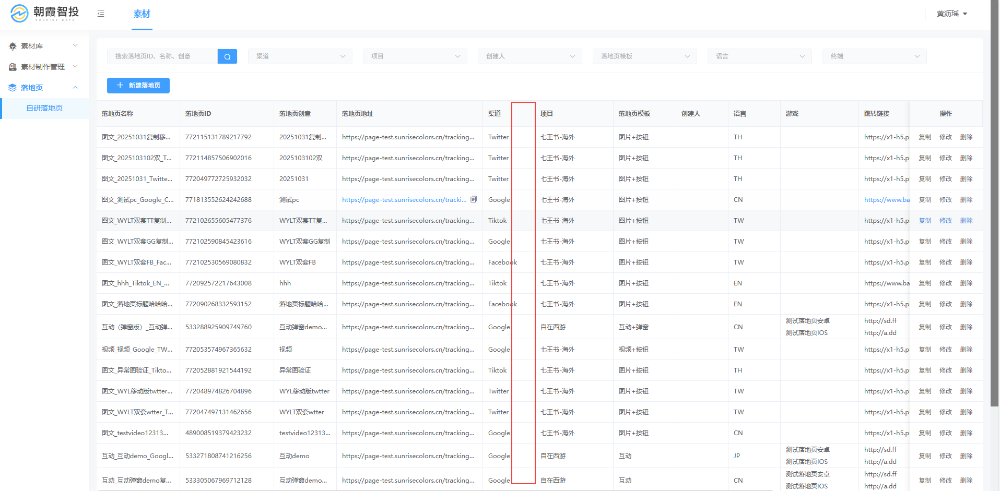 朝霞智投
SUNRISE DATA
素材
黄沥瑶
素材库
素材制作管理
落地页
自研落地页
搜索落地页ID、名称、创意
渠道
项目
创建人
落地页模板
语言
终端
新建落地页
落地页名称 落地页ID 落地页创意 落地页地址 渠道 项目 落地页模板 创建人 语言 游戏 跳转链接 操作
图文_20251031复制移... 772115131789217792 20251031复制... https://page-test.sunrisecolors.cn/tracking... Twitter 七王书-海外 图片+按钮 TH https://x1-h5.p 复制 修改 删除
图文_2025103102双_T... 772114857506902016 2025103102双 https://page-test.sunrisecolors.cn/tracking... Twitter 七王书-海外 图片+按钮 TH https://x1-h5.p 复制 修改 删除
图文_20251031_Twitte... 772049772725932032 20251031 https://page-test.sunrisecolors.cn/tracking... Twitter 七王书-海外 图片+按钮 TH https://x1-h5.p 复制 修改 删除
图文_测试pc_Google_C... 771813552624242688 测试pc https://page-test.sunrisecolors.cn/tracki... Google 七王书-海外 图片+按钮 CN https://www.ba 复制 修改 删除
图文_WYLT双套TT复制... 772102655605477376 WYLT双套TT复... https://page-test.sunrisecolors.cn/tracking... Tiktok 七王书-海外 图片+按钮 TW https://x1-h5.p 复制 修改 删除
图文_WYLT双套GG复制... 772102590845423616 WYLT双套GG复制 https://page-test.sunrisecolors.cn/tracking... Google 七王书-海外 图片+按钮 TW https://x1-h5.p 复制 修改 删除
图文_WYLT双套FB_Fac... 772102530569080832 WYLT双套FB https://page-test.sunrisecolors.cn/tracking... Facebook 七王书-海外 图片+按钮 TW https://x1-h5.p 复制 修改 删除
图文_hhh_Tiktok_EN_... 772092572217643008 hhh https://page-test.sunrisecolors.cn/tracking... Tiktok 七王书-海外 图片+按钮 EN https://www.ba 复制 修改 删除
图文_落地页标题哈哈哈... 772090268332593152 落地页标题哈哈... https://page-test.sunrisecolors.cn/tracking... Facebook 七王书-海外 图片+按钮 EN https://x1-h5.p 复制 修改 删除
互动（弹窗版）_互动弹... 533288925909749760 互动弹窗demo... https://page-test.sunrisecolors.cn/tracking... Google 自在西游 互动+弹窗 CN 测试落地页安卓 http://sd.ff 复制 修改 删除
测试落地页IOS http://a.dd
视频_视频_Google_TW... 772053574967365632 视频 https://page-test.sunrisecolors.cn/tracking... Google 七王书-海外 视频+按钮 TW https://x1-h5.p 复制 修改 删除
图文_异常图验证_Tikto... 772052881921544192 异常图验证 https://page-test.sunrisecolors.cn/tracking... Tiktok 七王书-海外 图片+按钮 TH https://x1-h5.p 复制 修改 删除
图文_WYL移动版twtter... 772048974826704896 WYL移动版twtter https://page-test.sunrisecolors.cn/tracking... Twitter 七王书-海外 图片+按钮 TW https://x1-h5.p 复制 修改 删除
图文_WYLT双套wtter_T... 772047497131462656 WYLT双套wtter https://page-test.sunrisecolors.cn/tracking... Twitter 七王书-海外 图片+按钮 TW https://x1-h5.p 复制 修改 删除
图文_testvideo12313... 489008519379423232 testvideo12313... https://page-test.sunrisecolors.cn/tracking... Google 七王书-海外 图片+按钮 CN https://x1-h5.p 复制 修改 删除
互动_互动demo_Googl... 533271808741216256 互动demo https://page-test.sunrisecolors.cn/tracking... Google 自在西游 互动 JP 测试落地页安卓 http://sd.ff 复制 修改 删除
测试落地页IOS http://a.dd
互动_互动弹窗demo复... 533305067969712128 互动弹窗demo... https://page-test.sunrisecolors.cn/tracking... Google 自在西游 互动 CN 测试落地页安卓 http://sd.ff 复制 修改 删除
测试落地页IOS http://a.dd